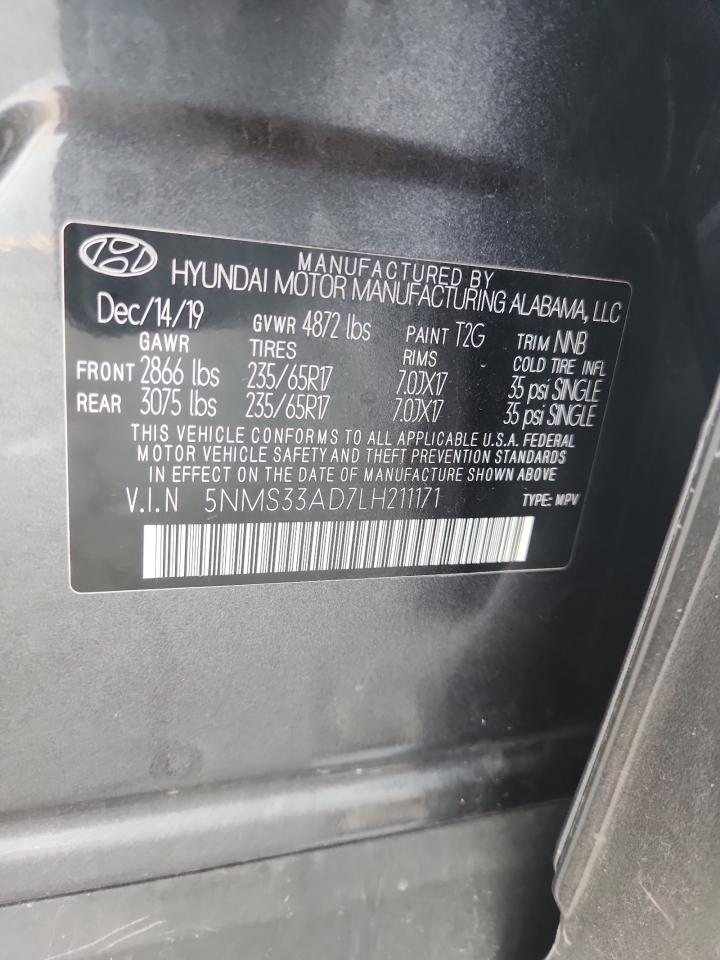 MANUFACTURED BY
HYUNDAI MOTOR MANUFACTURING ALABAMA, LLC
Dec/14/19 GVWR 4872 lbs PAINT T2G TRIM NNB
GAWR TIRES RIMS COLD TIRE INFL
FRONT 2866 lbs 235/65R17 7.0JX17 35 psi SINGLE
REAR 3075 lbs 235/65R17 7.0JX17 35 psi SINGLE
THIS VEHICLE CONFORMS TO ALL APPLICABLE U.S.A. FEDERAL
MOTOR VEHICLE SAFETY AND THEFT PREVENTION STANDARDS
IN EFFECT ON THE DATE OF MANUFACTURE SHOWN ABOVE
V.I.N 5NMS33AD7LH211171 TYPE: MPV